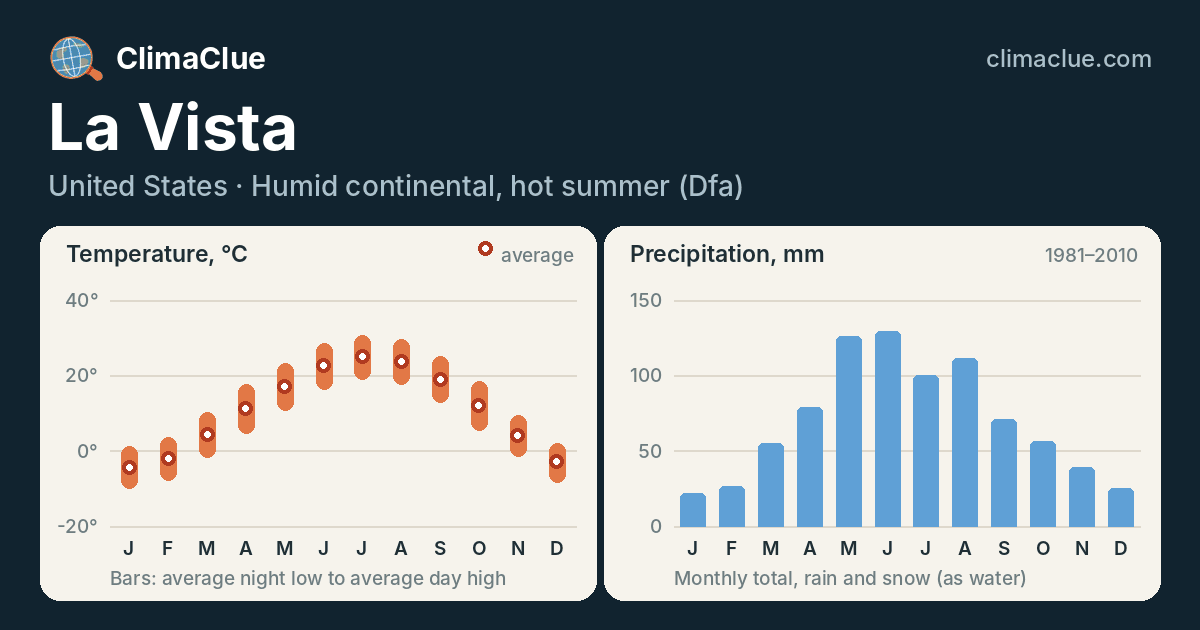 ClimaClue
climaclue.com
La Vista
United States · Humid continental, hot summer (Dfa)
Temperature, °C
average
40°
20°
0°
-20°
J F M A M J J A S O N D
Bars: average night low to average day high
Precipitation, mm
1981–2010
150
100
50
0
J F M A M J J A S O N D
Monthly total, rain and snow (as water)